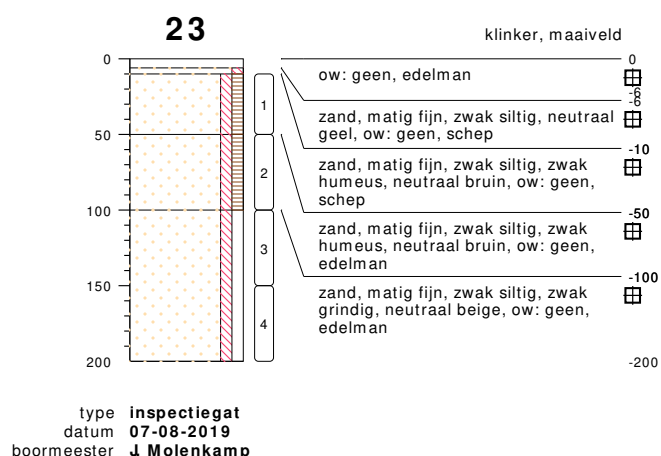 23
klinker, maaiveld
0
0
ow: geen, edelman
-6
-6
zand, matig fijn, zwak siltig, neutraal
geel, ow: geen, schep
-10
1
50
zand, matig fijn, zwak siltig, zwak
humeus, neutraal bruin, ow: geen,
schep
2
-50
100
zand, matig fijn, zwak siltig, zwak
humeus, neutraal bruin, ow: geen,
edelman
3
-100
150
zand, matig fijn, zwak siltig, zwak
grindig, neutraal beige, ow: geen,
edelman
4
200
-200
type inspectiegat
datum 07-08-2019
boormeester J. Molenkamp